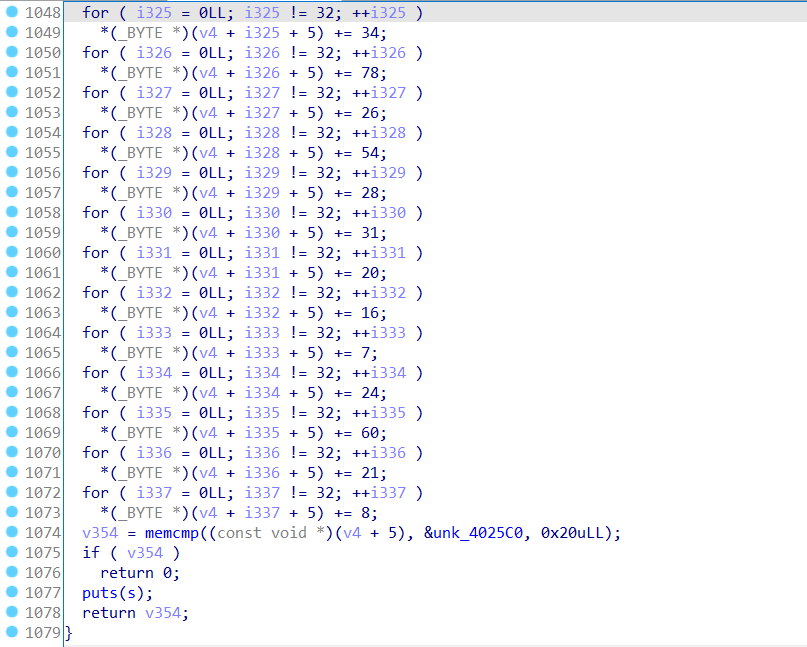 1048 for ( i325 = 0LL; i325 != 32; ++i325 )
1049 *(_BYTE *)(v4 + i325 + 5) += 34;
1050 for ( i326 = 0LL; i326 != 32; ++i326 )
1051 *(_BYTE *)(v4 + i326 + 5) += 78;
1052 for ( i327 = 0LL; i327 != 32; ++i327 )
1053 *(_BYTE *)(v4 + i327 + 5) += 26;
1054 for ( i328 = 0LL; i328 != 32; ++i328 )
1055 *(_BYTE *)(v4 + i328 + 5) += 54;
1056 for ( i329 = 0LL; i329 != 32; ++i329 )
1057 *(_BYTE *)(v4 + i329 + 5) += 28;
1058 for ( i330 = 0LL; i330 != 32; ++i330 )
1059 *(_BYTE *)(v4 + i330 + 5) += 31;
1060 for ( i331 = 0LL; i331 != 32; ++i331 )
1061 *(_BYTE *)(v4 + i331 + 5) += 20;
1062 for ( i332 = 0LL; i332 != 32; ++i332 )
1063 *(_BYTE *)(v4 + i332 + 5) += 16;
1064 for ( i333 = 0LL; i333 != 32; ++i333 )
1065 *(_BYTE *)(v4 + i333 + 5) += 7;
1066 for ( i334 = 0LL; i334 != 32; ++i334 )
1067 *(_BYTE *)(v4 + i334 + 5) += 24;
1068 for ( i335 = 0LL; i335 != 32; ++i335 )
1069 *(_BYTE *)(v4 + i335 + 5) += 60;
1070 for ( i336 = 0LL; i336 != 32; ++i336 )
1071 *(_BYTE *)(v4 + i336 + 5) += 21;
1072 for ( i337 = 0LL; i337 != 32; ++i337 )
1073 *(_BYTE *)(v4 + i337 + 5) += 8;
1074 v354 = memcmp((const void *)(v4 + 5), &unk_4025C0, 0x20uLL);
1075 if ( v354 )
1076 return 0;
1077 puts(s);
1078 return v354;
1079 }